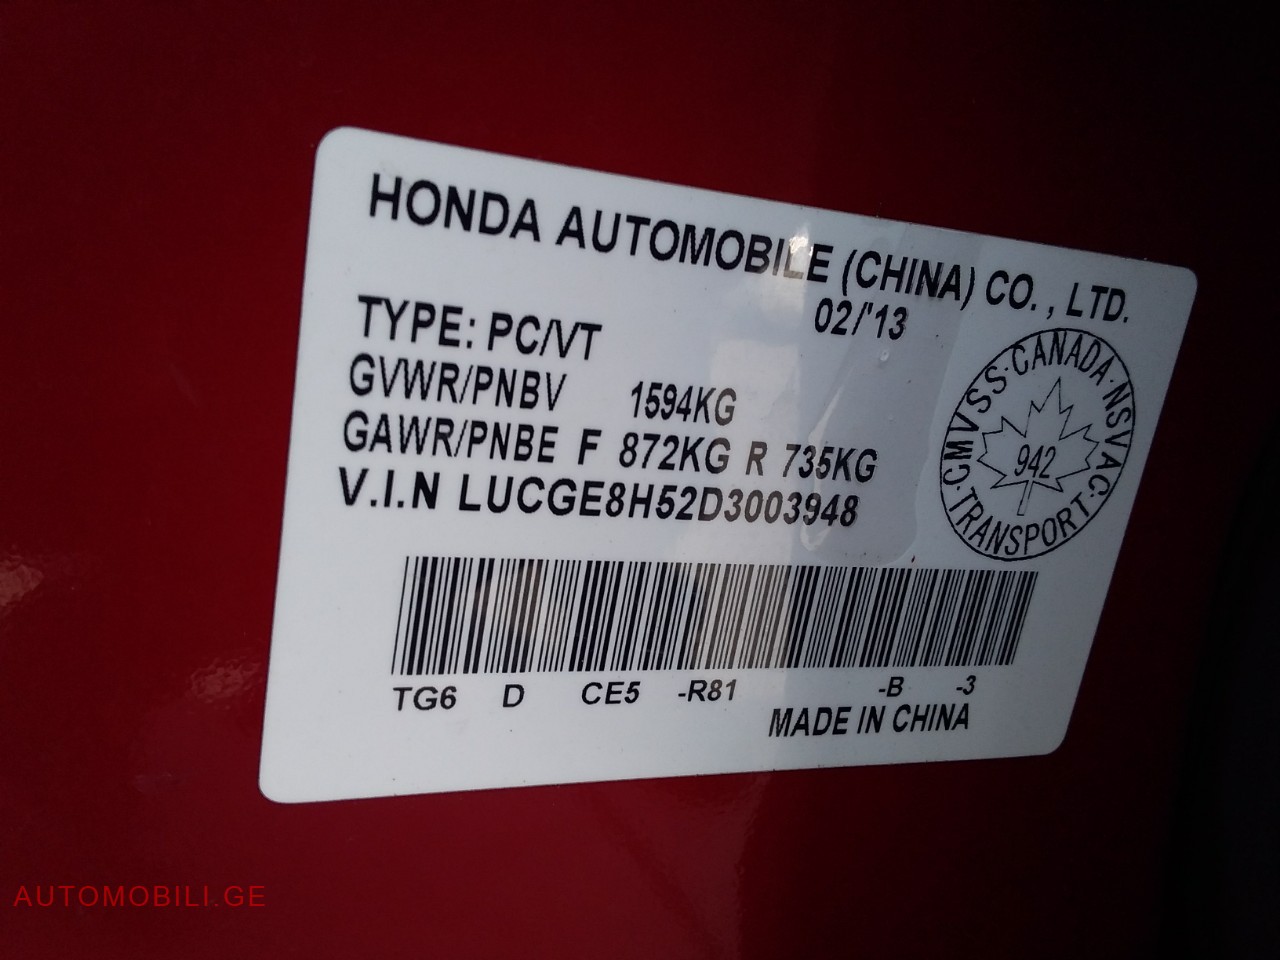 HONDA AUTOMOBILE (CHINA) CO., LTD.
02/'13
TYPE: PC/VT
GVWR/PNBV 1594KG
GAWR/PNBE F 872KG R 735KG
V.I.N LUCGE8H52D3003948
CMVSS·CANADA·NSVAC·TRANSPORT·
942
TG6 D CE5 -R81 -B -3
MADE IN CHINA
AUTOMOBILI.GE